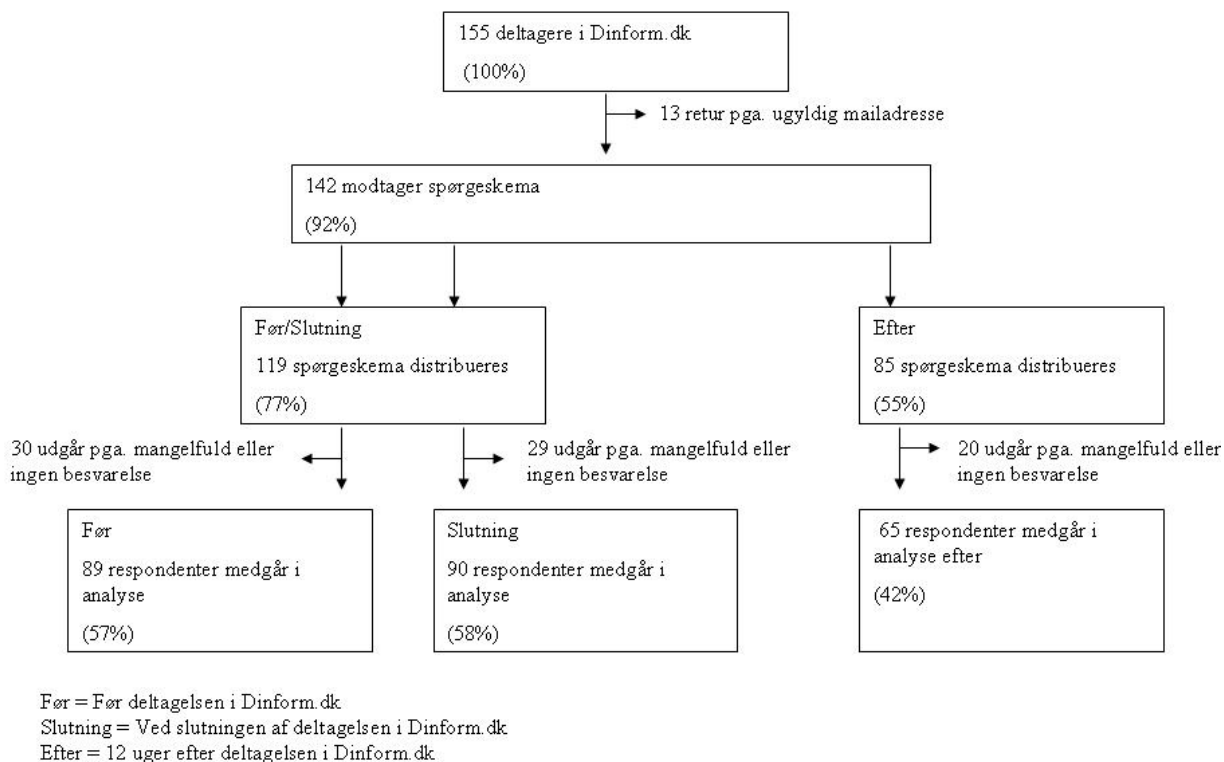 155 deltagere i Dinform.dk
(100%)
13 retur pga. ugyldig mailadresse
142 modtager spørgeskema
(92%)
Før/Slutning
119 spørgeskema distribueres
(77%)
Efter
85 spørgeskema distribueres
(55%)
30 udgår pga. mangelfuld eller
ingen besvarelse
29 udgår pga. mangelfuld eller
ingen besvarelse
20 udgår pga. mangelfuld eller
ingen besvarelse
Før
89 respondenter medgår i
analyse
(57%)
Slutning
90 respondenter medgår i
analyse
(58%)
65 respondenter medgår i
analyse efter
(42%)
Før = Før deltagelsen i Dinform.dk
Slutning = Ved slutningen af deltagelsen i Dinform.dk
Efter = 12 uger efter deltagelsen i Dinform.dk